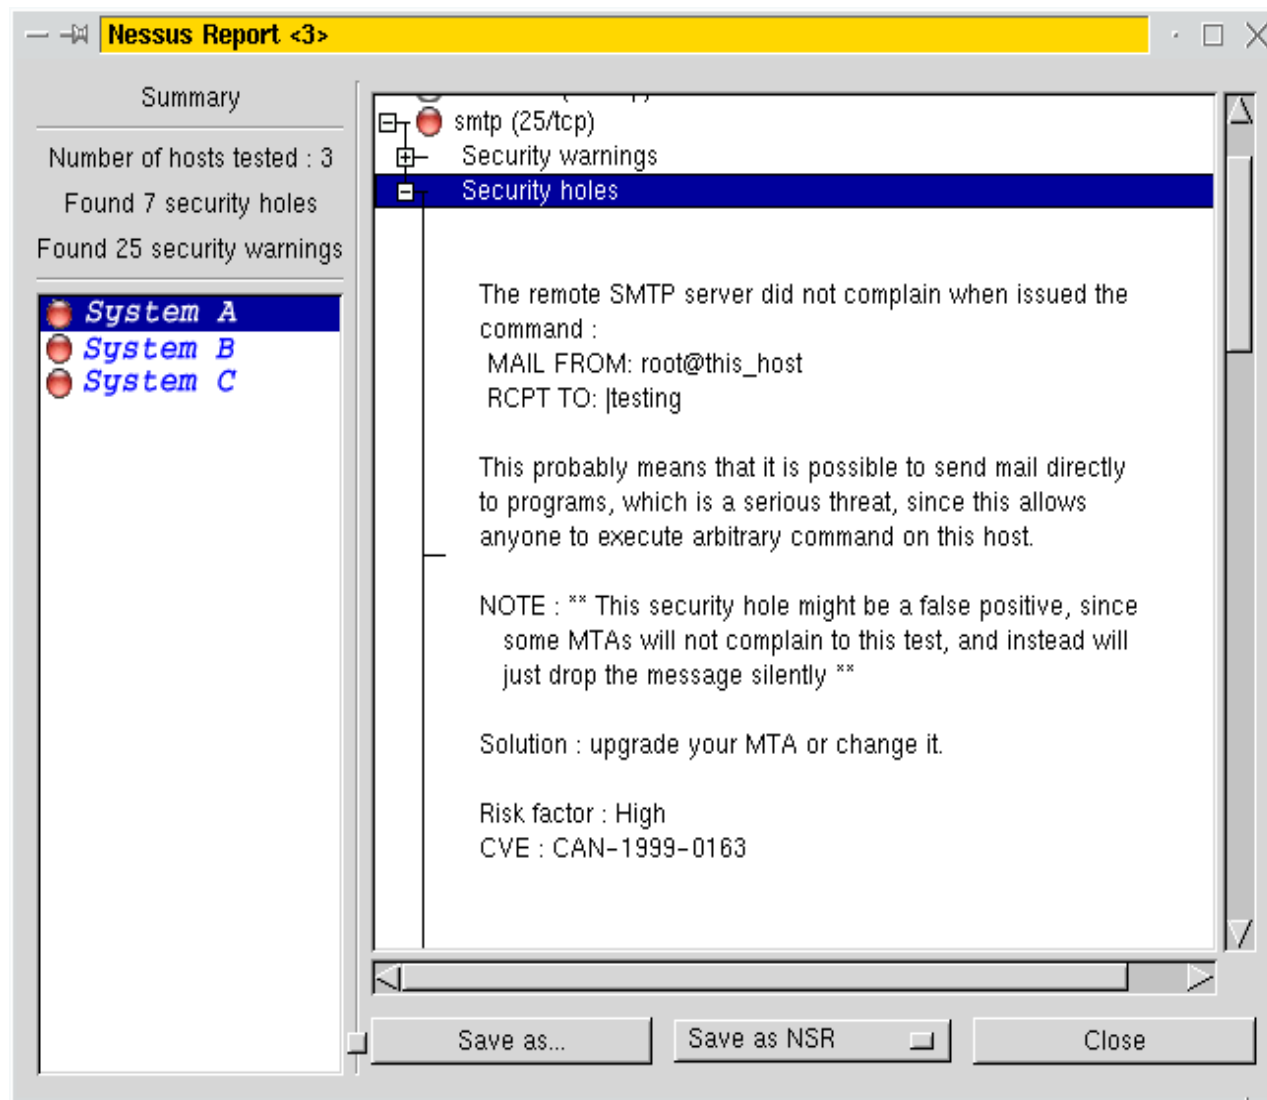 Nessus Report <3>
Summary
Number of hosts tested : 3
Found 7 security holes
Found 25 security warnings
System A
System B
System C
smtp (25/tcp)
Security warnings
Security holes
The remote SMTP server did not complain when issued the
command :
MAIL FROM: root@this_host
RCPT TO: |testing
This probably means that it is possible to send mail directly
to programs, which is a serious threat, since this allows
anyone to execute arbitrary command on this host.
NOTE : ** This security hole might be a false positive, since
some MTAs will not complain to this test, and instead will
just drop the message silently **
Solution : upgrade your MTA or change it.
Risk factor : High
CVE : CAN-1999-0163
Save as...
Save as NSR
Close